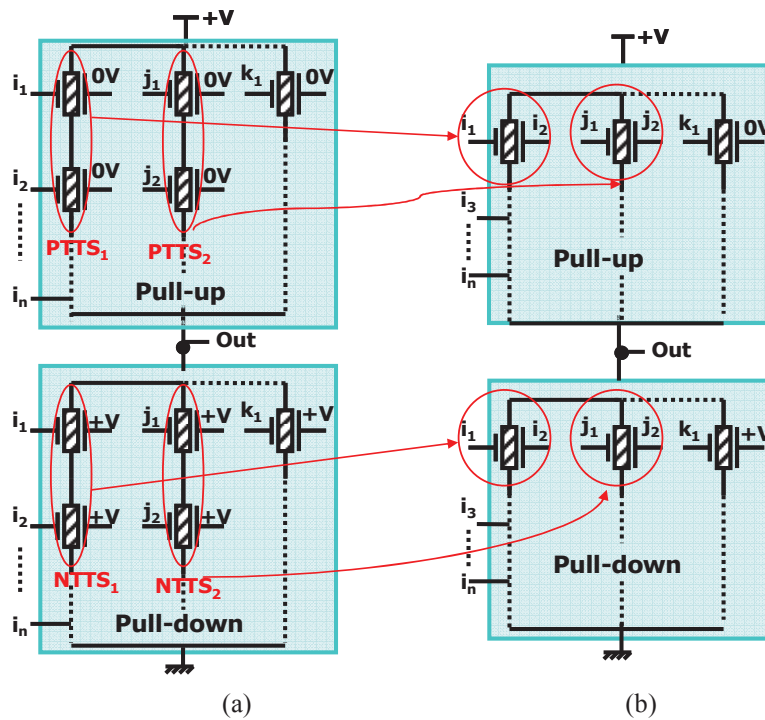 +V
i1 0V j1 0V k1 0V
i2 0V j2 0V
PTTS1 PTTS2
in
Pull-up
Out
i1 +V j1 +V k1 +V
i2 +V j2 +V
NTTS1 NTTS2
in
Pull-down
(a)
+V
i1 i2 j1 j2 k1 0V
i3
in
Pull-up
Out
i1 i2 j1 j2 k1 +V
i3
in
Pull-down
(b)